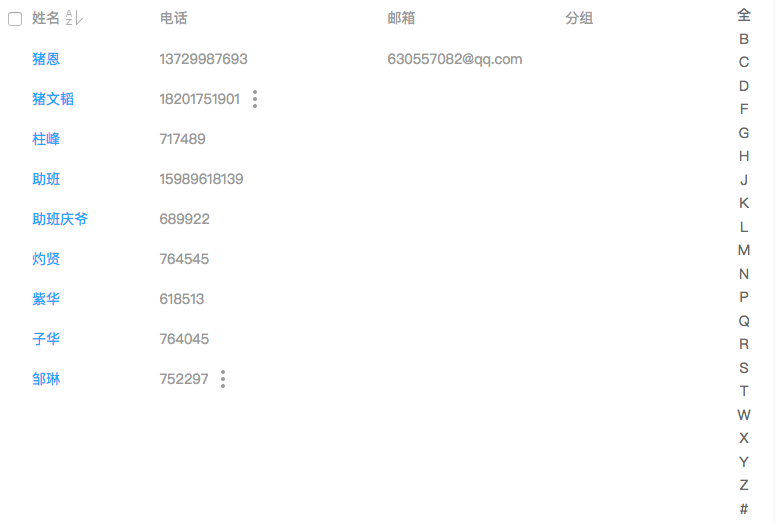 姓名 电话 邮箱 分组
猪恩 13729987693 630557082@qq.com
猪文韬 18201751901
柱峰 717489
助班 15989618139
助班庆爷 689922
灼贤 764545
紫华 618513
子华 764045
邹琳 752297
全
B
C
D
F
G
H
J
K
L
M
N
P
Q
R
S
T
W
X
Y
Z
#